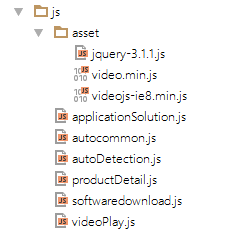 js
asset
jquery-3.1.1.js
video.min.js
videojs-ie8.min.js
applicationSolution.js
autocommon.js
autoDetection.js
productDetail.js
softwaredownload.js
videoPlay.js